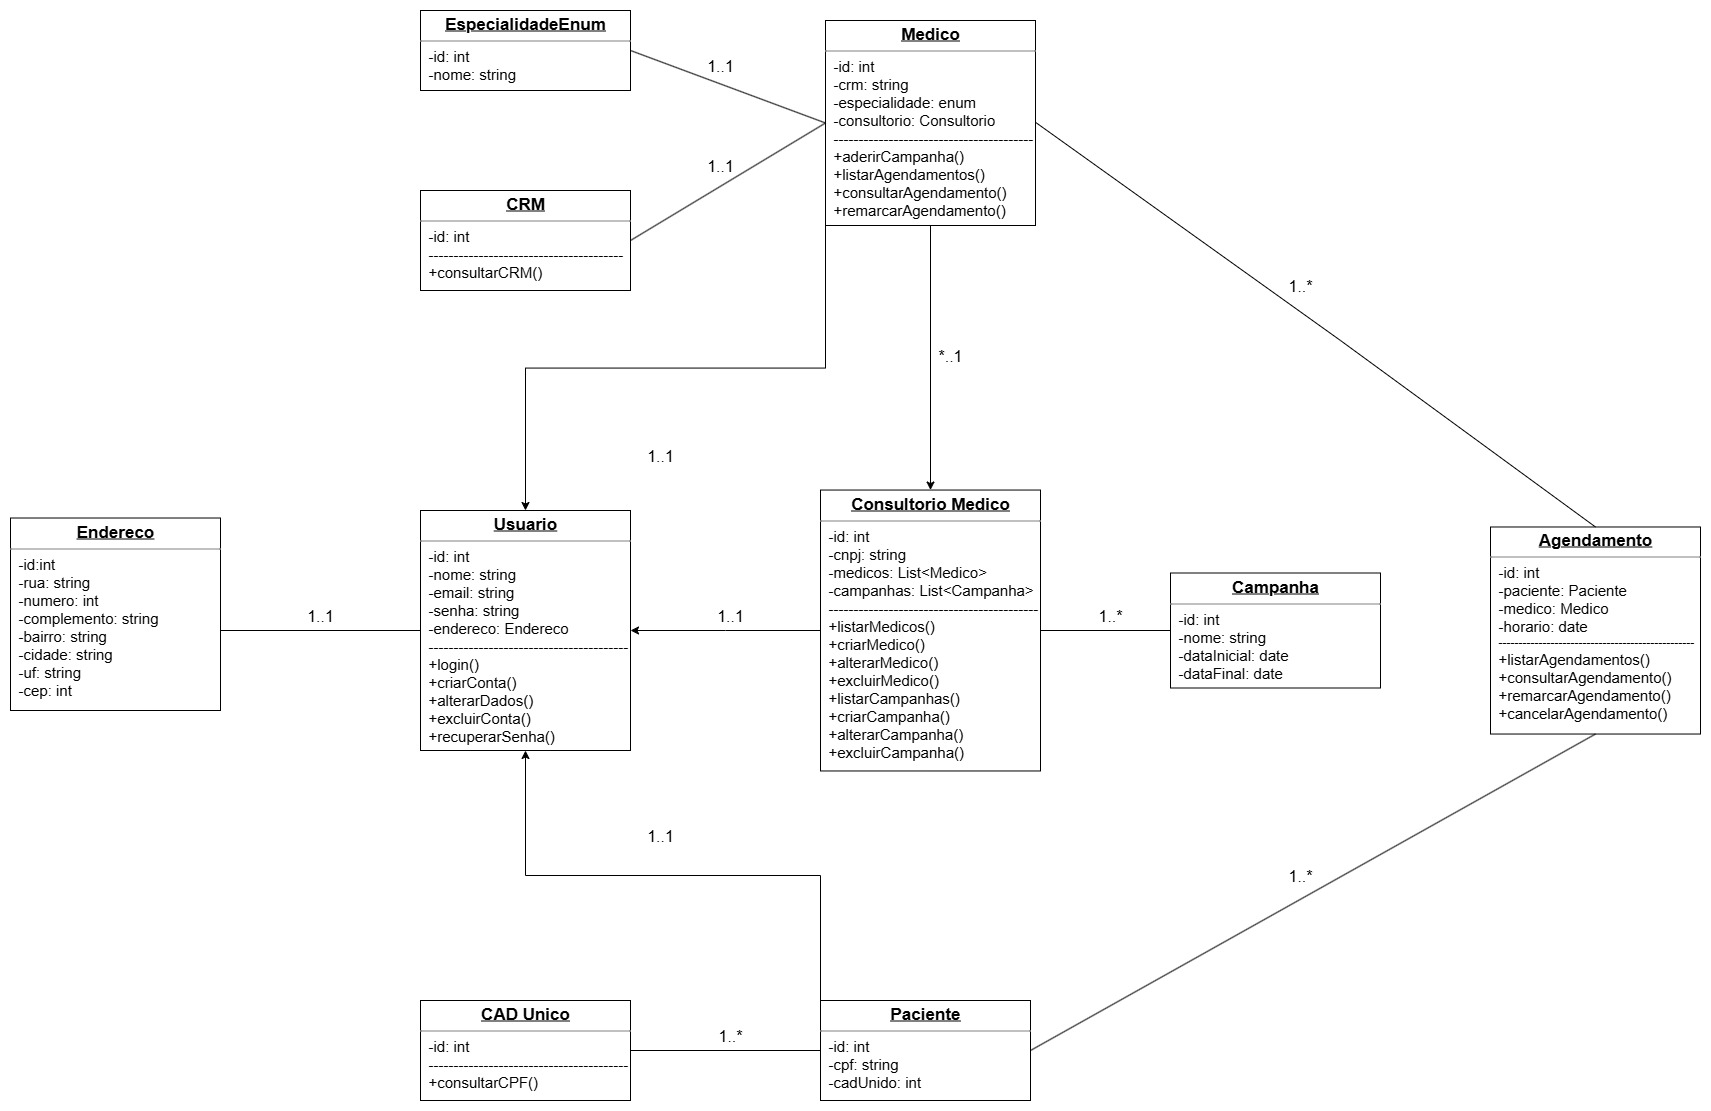 EspecialidadeEnum
-id: int
-nome: string
1..1
Medico
-id: int
-crm: string
-especialidade: enum
-consultorio: Consultorio
+aderirCampanha()
+listarAgendamentos()
+consultarAgendamento()
+remarcarAgendamento()
1..1
CRM
-id: int
+consultarCRM()
1..*
*..1
1..1
Endereco
-id:int
-rua: string
-numero: int
-complemento: string
-bairro: string
-cidade: string
-uf: string
-cep: int
1..1
Usuario
-id: int
-nome: string
-email: string
-senha: string
-endereco: Endereco
+login()
+criarConta()
+alterarDados()
+excluirConta()
+recuperarSenha()
1..1
Consultorio Medico
-id: int
-cnpj: string
-medicos: List<Medico>
-campanhas: List<Campanha>
+listarMedicos()
+criarMedico()
+alterarMedico()
+excluirMedico()
+listarCampanhas()
+criarCampanha()
+alterarCampanha()
+excluirCampanha()
1..*
Campanha
-id: int
-nome: string
-dataInicial: date
-dataFinal: date
Agendamento
-id: int
-paciente: Paciente
-medico: Medico
-horario: date
+listarAgendamentos()
+consultarAgendamento()
+remarcarAgendamento()
+cancelarAgendamento()
1..1
1..*
CAD Unico
-id: int
+consultarCPF()
1..*
Paciente
-id: int
-cpf: string
-cadUnido: int